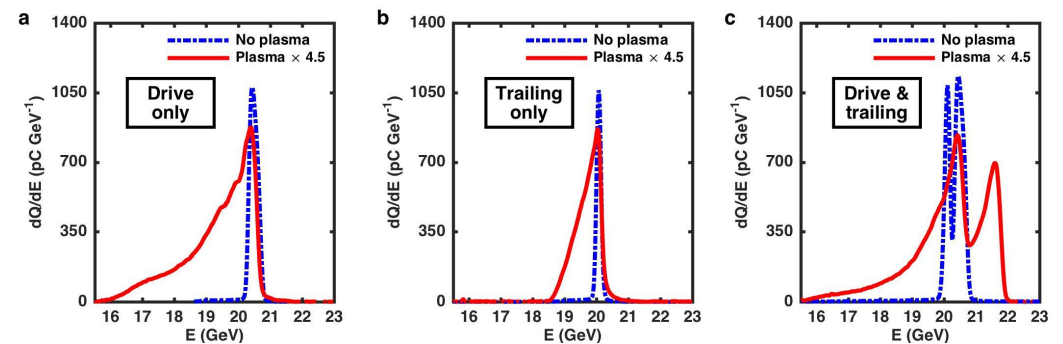 a
1400
1050
700
350
0
dQ/dE (pC GeV⁻¹)
No plasma
Plasma × 4.5
Drive
only
16 17 18 19 20 21 22 23
E (GeV)
b
1400
1050
700
350
0
dQ/dE (pC GeV⁻¹)
No plasma
Plasma × 4.5
Trailing
only
16 17 18 19 20 21 22 23
E (GeV)
c
1400
1050
700
350
0
dQ/dE (pC GeV⁻¹)
No plasma
Plasma × 4.5
Drive &
trailing
16 17 18 19 20 21 22 23
E (GeV)